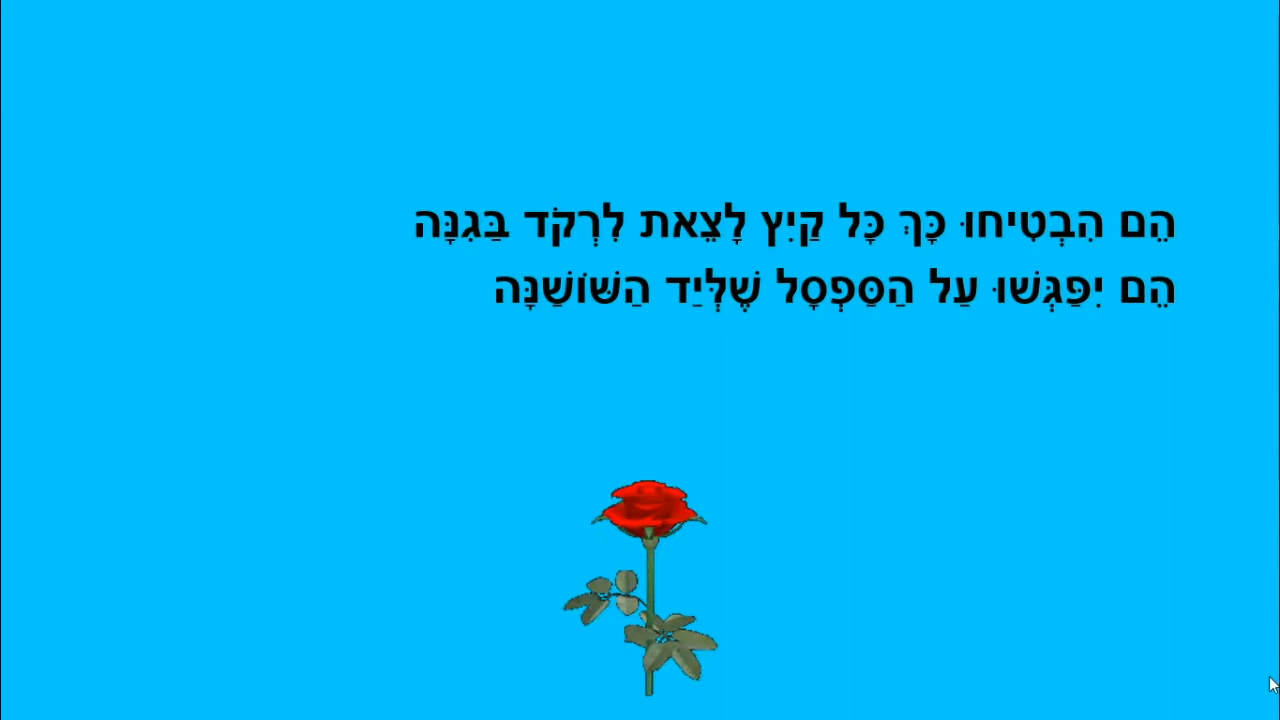 הֵם הִבְטִיחוּ כָּךְ כָּל קַיִץ לָצֵאת לִרְקֹד בַּגִנָּה
הֵם יִפַּגְּשׁוּ עַל הַסַּפְסָל שֶׁלְּיַד הַשּׁוֹשַׁנָּה